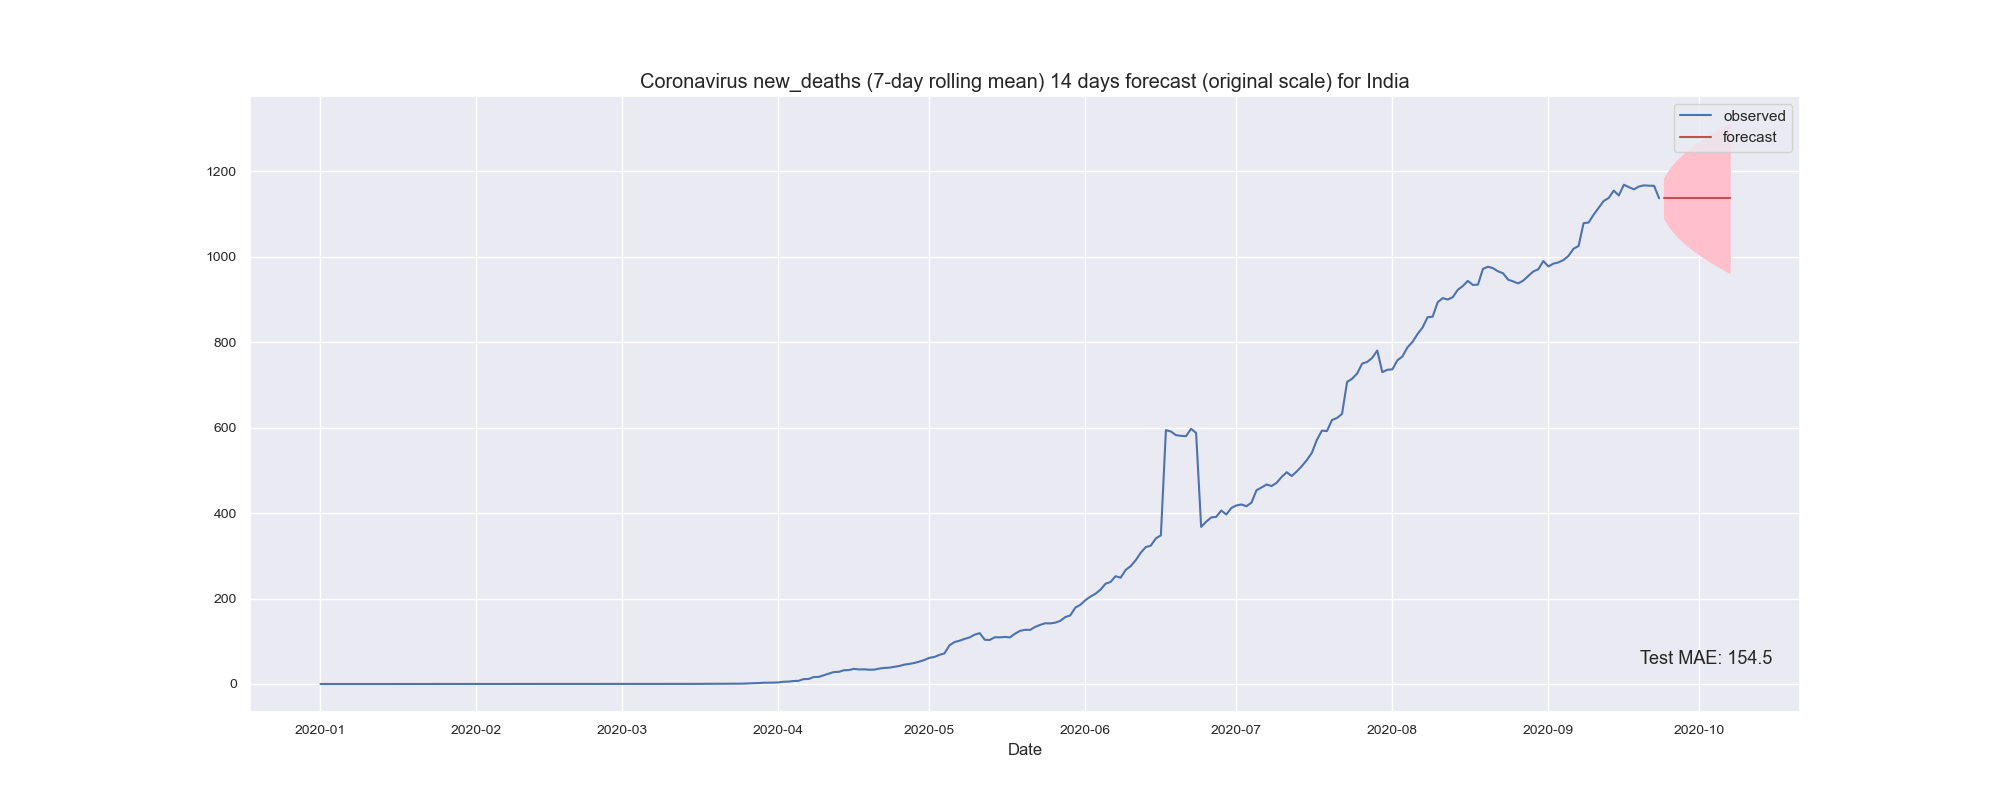 Coronavirus new_deaths (7-day rolling mean) 14 days forecast (original scale) for India
observed
forecast
1200
1000
800
600
400
200
0
Test MAE: 154.5
2020-01 2020-02 2020-03 2020-04 2020-05 2020-06 2020-07 2020-08 2020-09 2020-10
Date